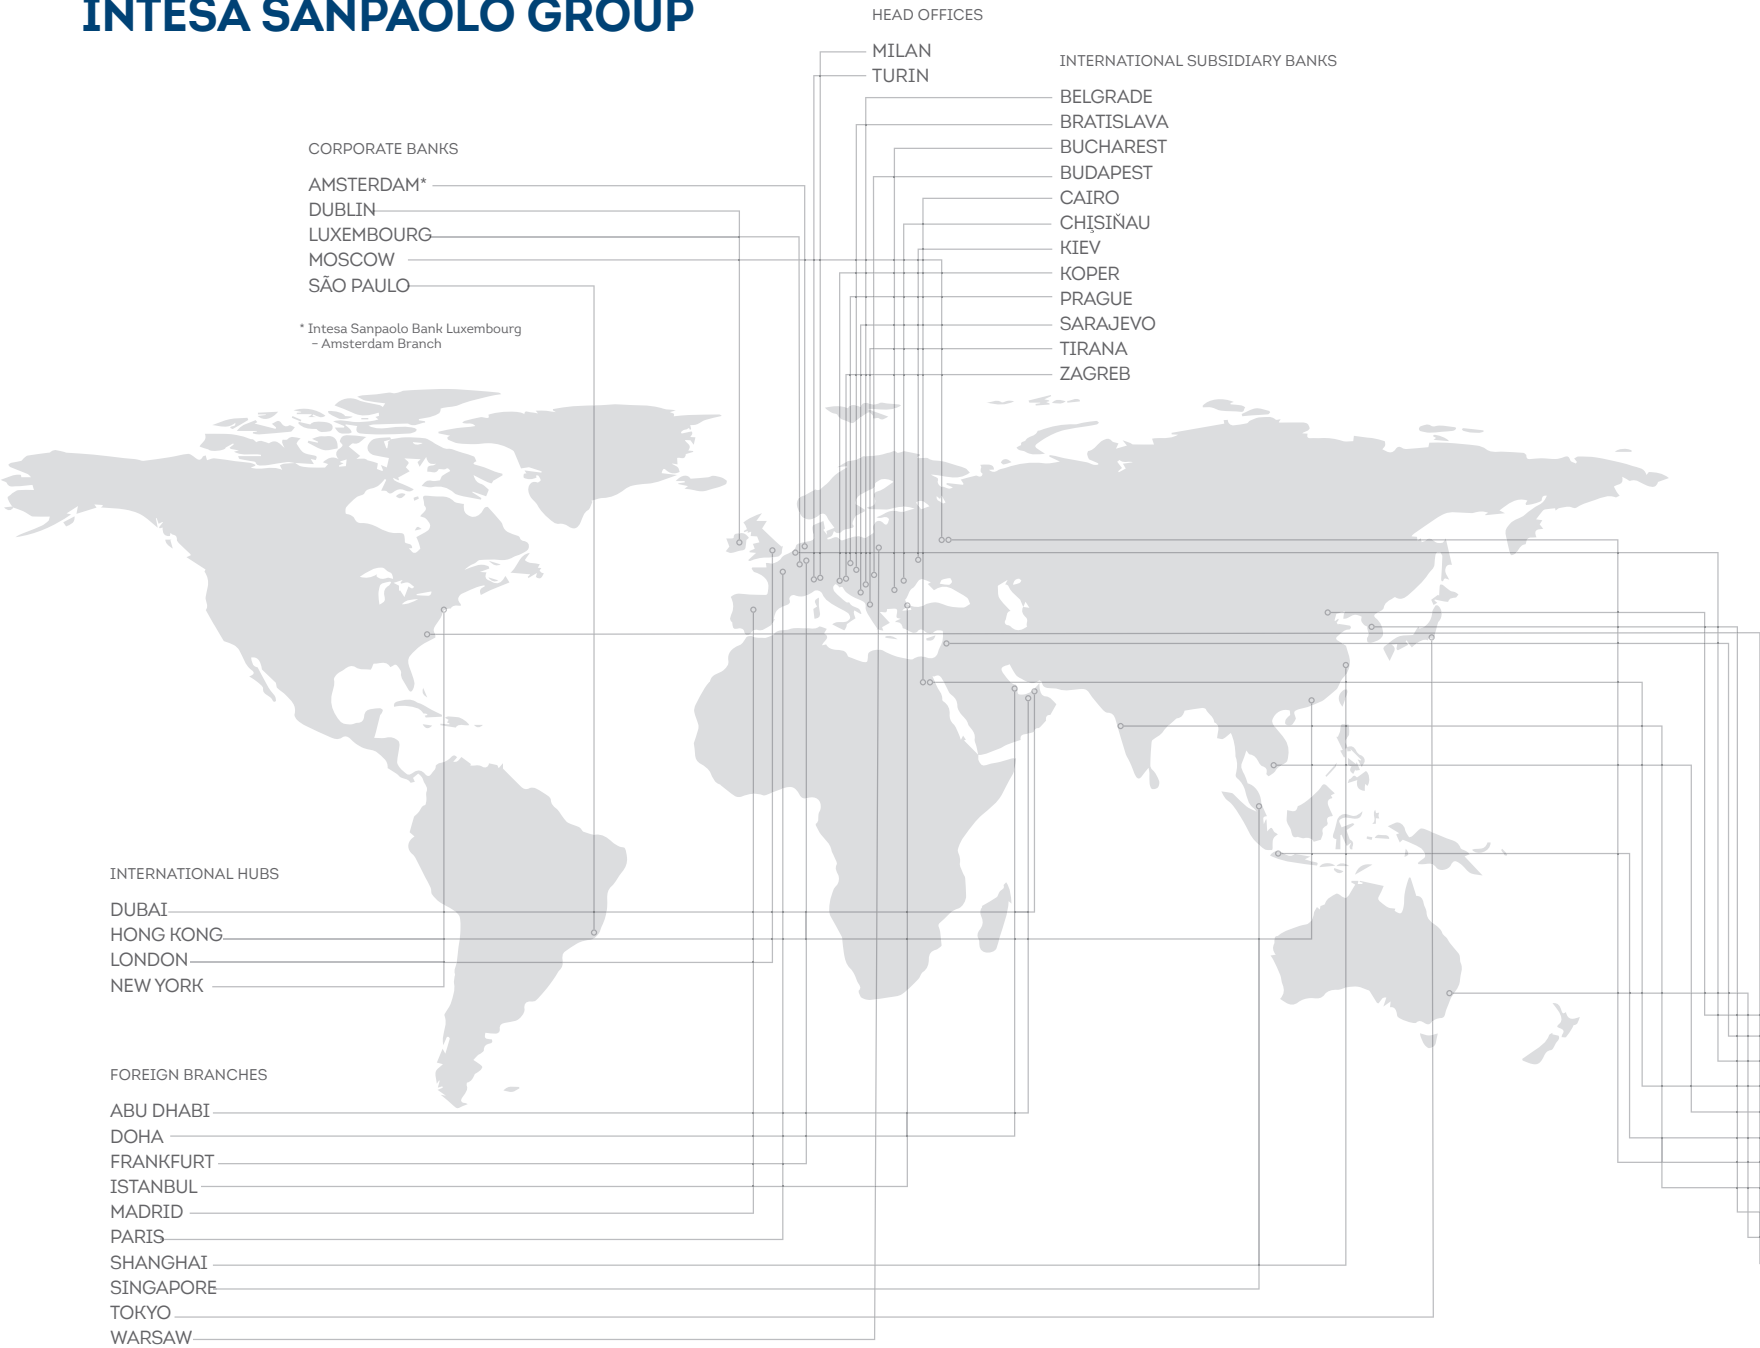 INTESA SANPAOLO GROUP
HEAD OFFICES
MILAN
TURIN
INTERNATIONAL SUBSIDIARY BANKS
BELGRADE
BRATISLAVA
BUCHAREST
BUDAPEST
CAIRO
CHIŞIŇAU
KIEV
KOPER
PRAGUE
SARAJEVO
TIRANA
ZAGREB
CORPORATE BANKS
AMSTERDAM*
DUBLIN
LUXEMBOURG
MOSCOW
SÃO PAULO
* Intesa Sanpaolo Bank Luxembourg
– Amsterdam Branch
INTERNATIONAL HUBS
DUBAI
HONG KONG
LONDON
NEW YORK
FOREIGN BRANCHES
ABU DHABI
DOHA
FRANKFURT
ISTANBUL
MADRID
PARIS
SHANGHAI
SINGAPORE
TOKYO
WARSAW